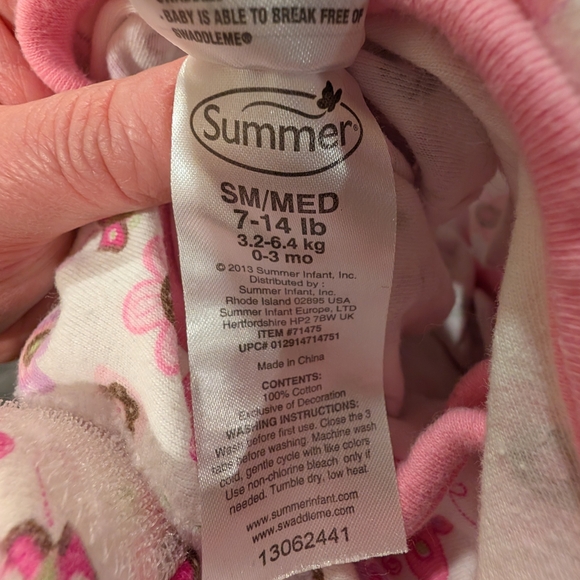 - BABY IS ABLE TO BREAK FREE OF
SWADDLEME®
Summer®
SM/MED
7-14 lb
3.2-6.4 kg
0-3 mo
© 2013 Summer Infant, Inc.
Distributed by :
Summer Infant, Inc.
Rhode Island 02895 USA
Summer Infant Europe, LTD
Hertfordshire HP2 7BW UK
ITEM #71475
UPC# 012914714751
Made in China
CONTENTS:
100% Cotton
Exclusive of Decoration
WASHING INSTRUCTIONS:
Wash before first use. Close the 3
tabs before washing. Machine wash
cold, gentle cycle with like colors
Use non-chlorine bleach only if
needed. Tumble dry, low heat
www.summerinfant.com
www.swaddleme.com
13062441